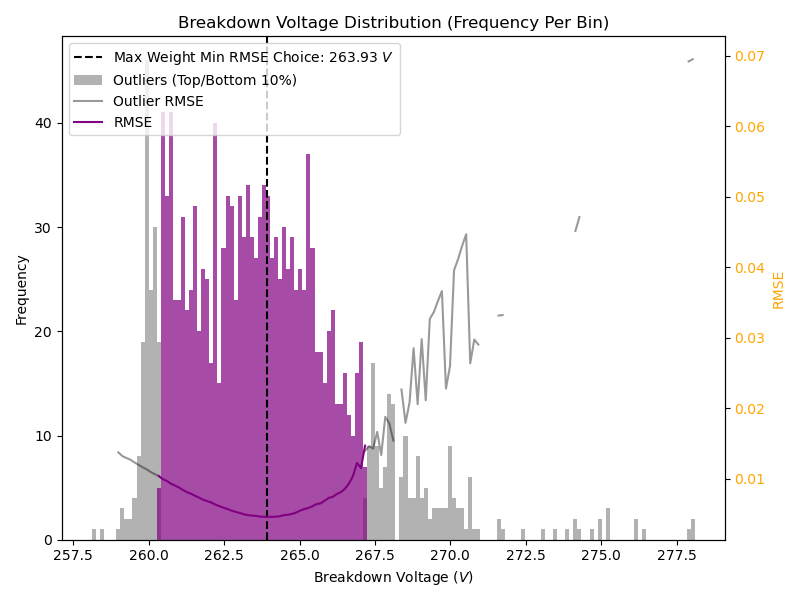 Breakdown Voltage Distribution (Frequency Per Bin)
Max Weight Min RMSE Choice: 263.93 V
Outliers (Top/Bottom 10%)
Outlier RMSE
RMSE
Frequency
0
10
20
30
40
257.5 260.0 262.5 265.0 267.5 270.0 272.5 275.0 277.5
Breakdown Voltage (V)
0.07
0.06
0.05
0.04
0.03
0.02
0.01
RMSE